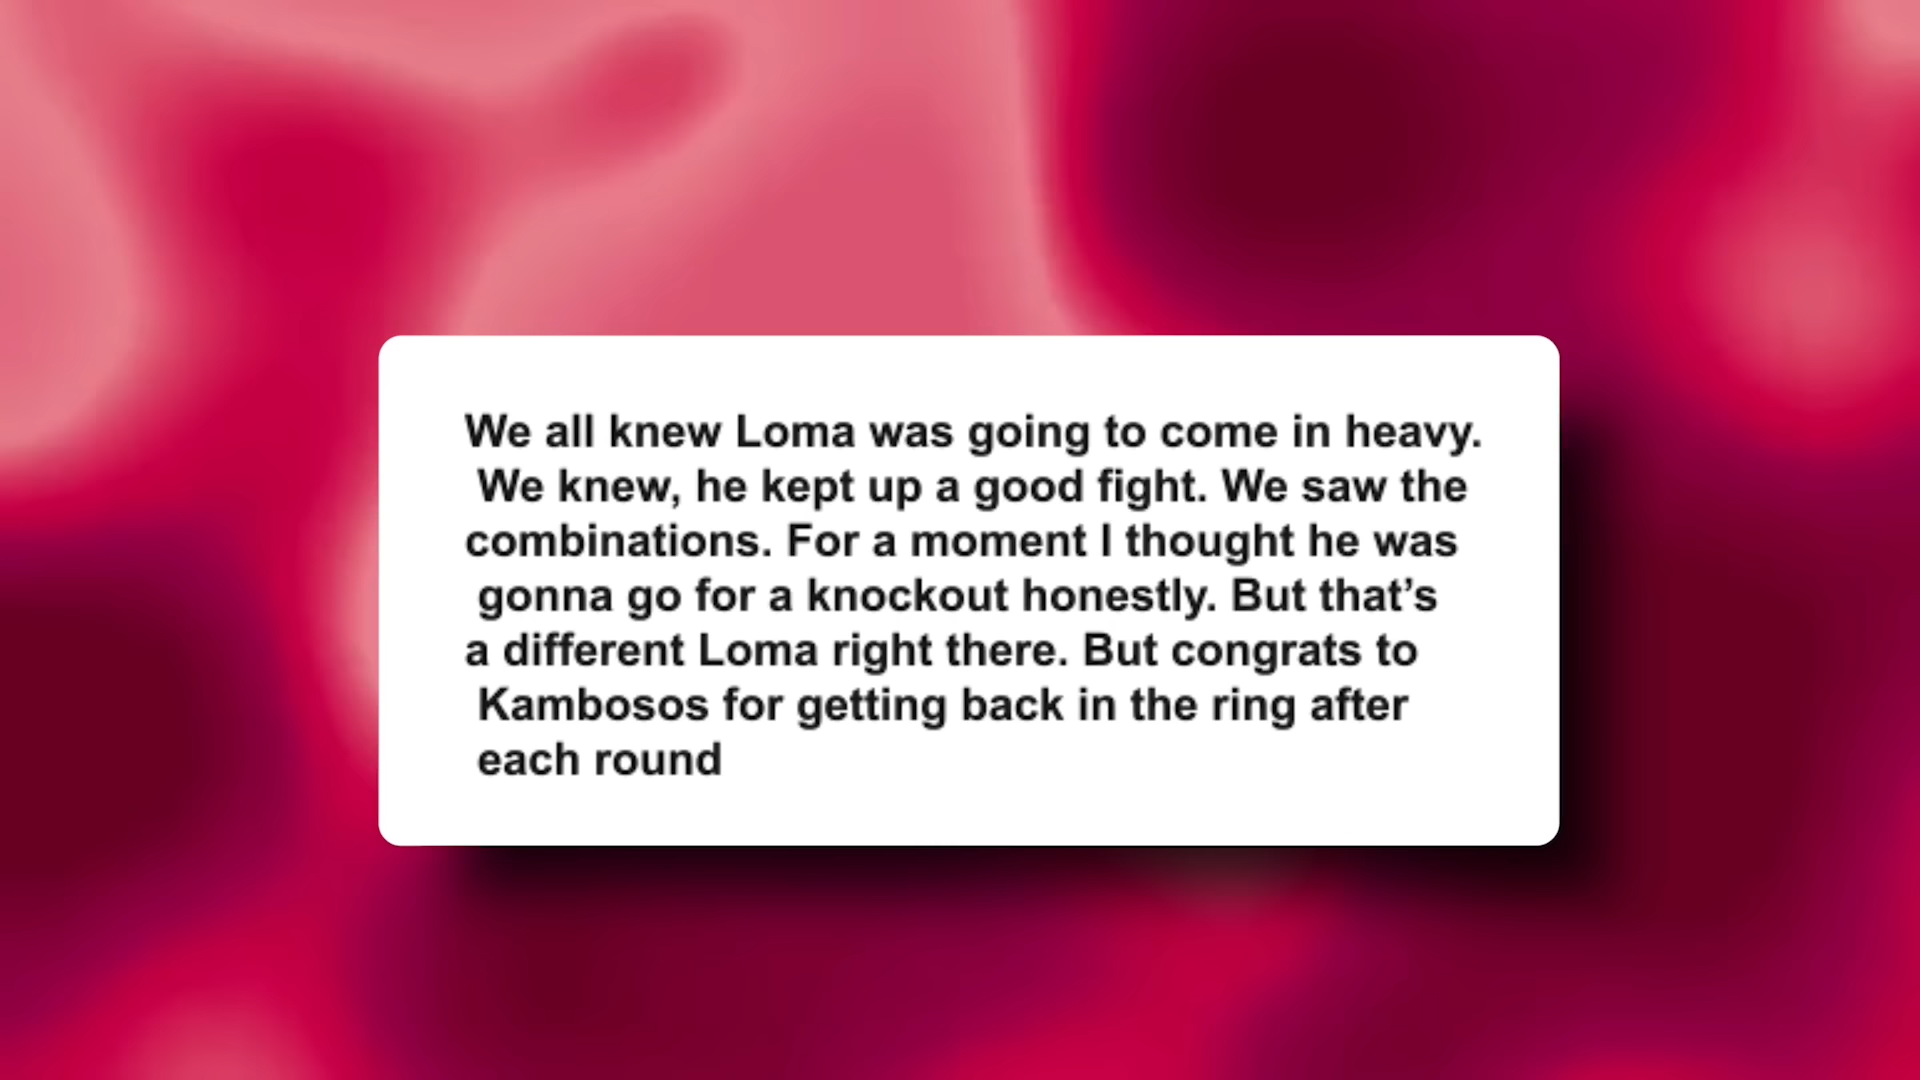 We all knew Loma was going to come in heavy.
We knew, he kept up a good fight. We saw the
combinations. For a moment I thought he was
gonna go for a knockout honestly. But that’s
a different Loma right there. But congrats to
Kambosos for getting back in the ring after
each round